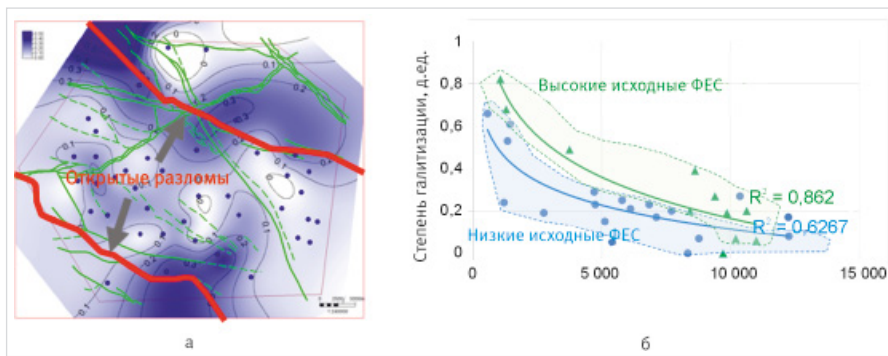 Открытые разломы
а
Степень галитизации, д.ед.
1
0,8
0,6
0,4
0,2
0
Высокие исходные ФЕС
R² = 0,862
R² = 0,6267
Низкие исходные ФЕС
0
5 000
10 000
15 000
б